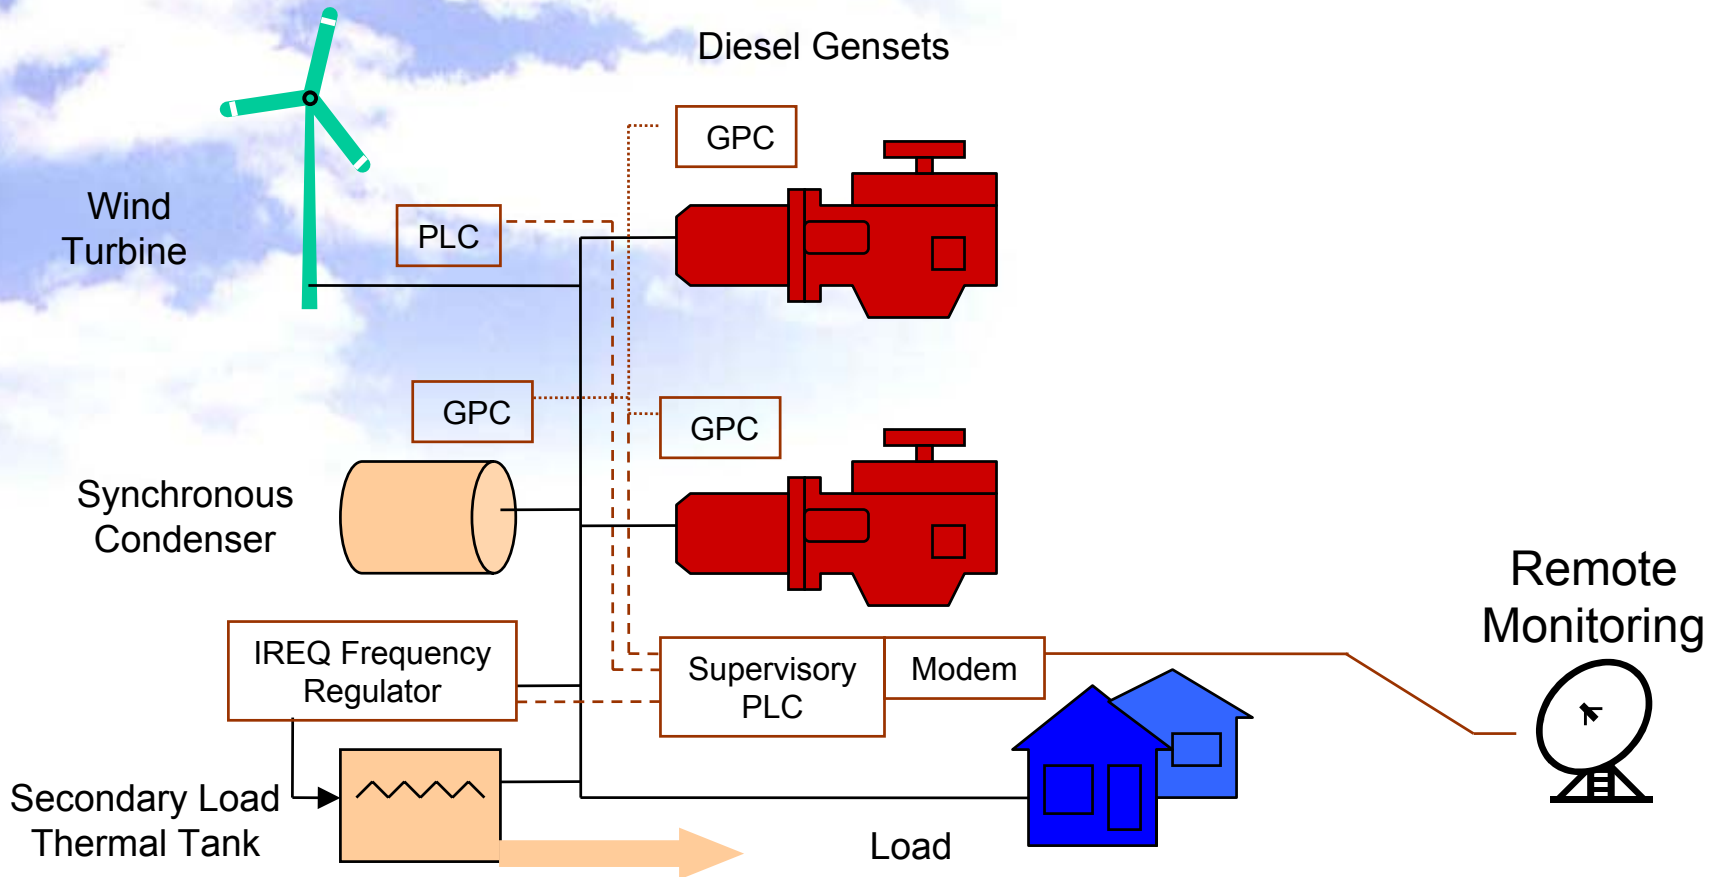 Diesel Gensets
GPC
Wind
Turbine
PLC
GPC
GPC
Synchronous
Condenser
Remote
Monitoring
IREQ Frequency
Regulator
Supervisory
PLC
Modem
Secondary Load
Thermal Tank
Load